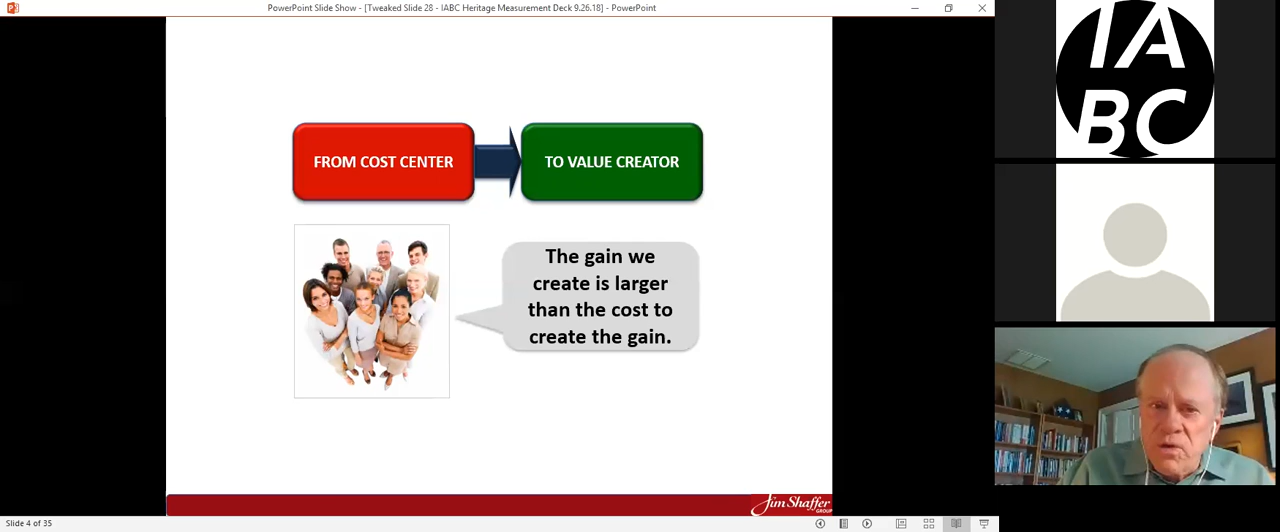 PowerPoint Slide Show - [Tweaked Slide 28 - IABC Heritage Measurement Deck 9.26.18] - PowerPoint
FROM COST CENTER
TO VALUE CREATOR
The gain we
create is larger
than the cost to
create the gain.
Jim Shaffer
GROUP
Slide 4 of 35
IA
BC